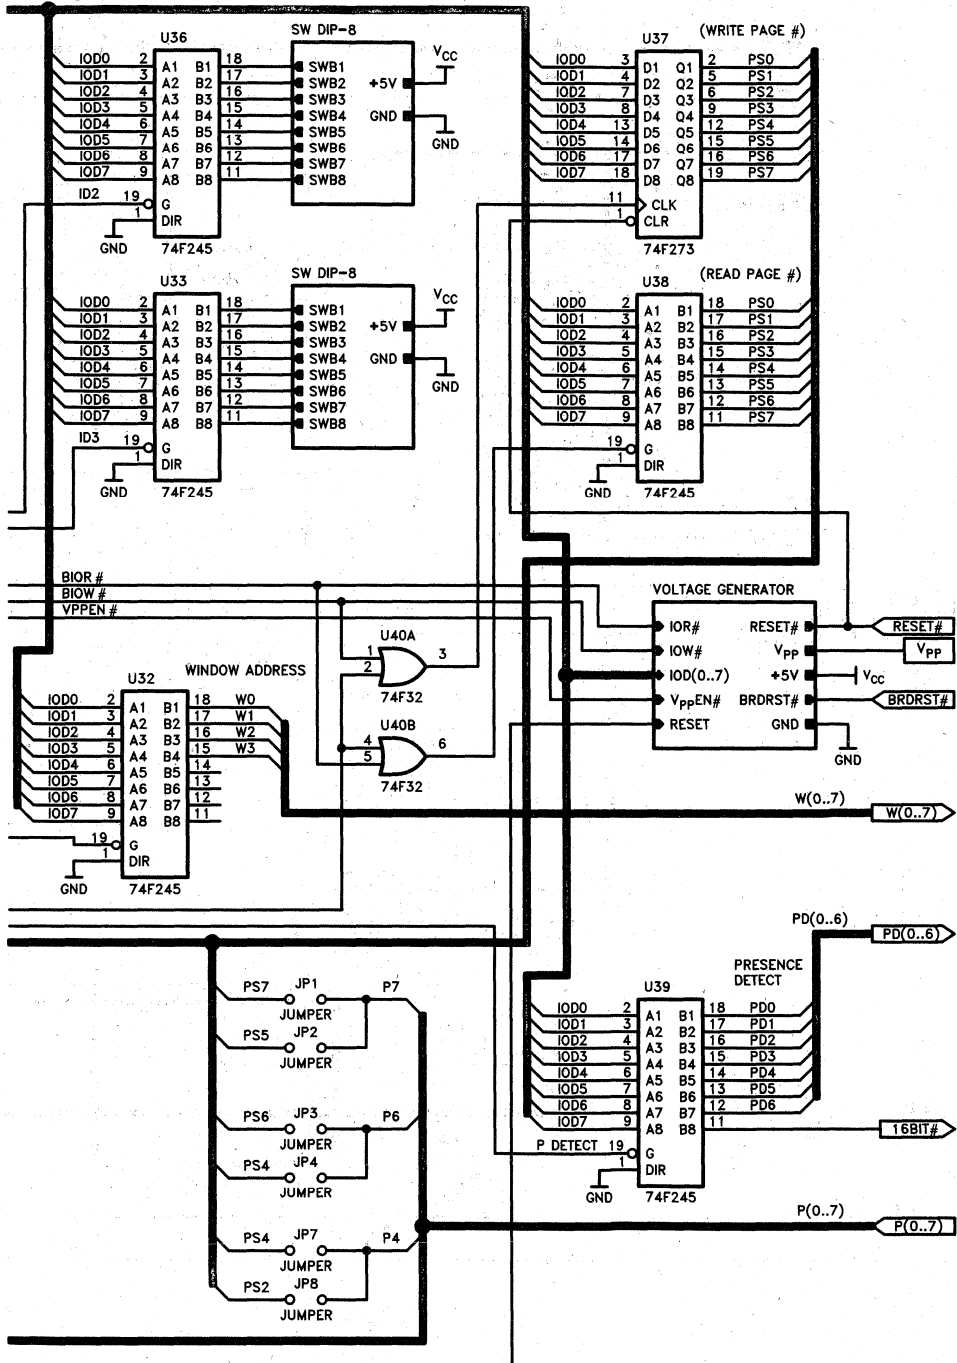 U36 SW DIP-8 U37 (WRITE PAGE #)
VCC
IOD0 2 A1 B1 18 SWB1 IOD0 3 D1 Q1 2 PS0
IOD1 3 A2 B2 17 SWB2 +5V IOD1 4 D2 Q2 5 PS1
IOD2 4 A3 B3 16 SWB3 IOD2 7 D3 Q3 6 PS2
IOD3 5 A4 B4 15 SWB4 GND IOD3 8 D4 Q4 9 PS3
IOD4 6 A5 B5 14 SWB5 IOD4 13 D5 Q5 12 PS4
IOD5 7 A6 B6 13 SWB6 GND IOD5 14 D6 Q6 15 PS5
IOD6 8 A7 B7 12 SWB7 IOD6 17 D7 Q7 16 PS6
IOD7 9 A8 B8 11 SWB8 IOD7 18 D8 Q8 19 PS7
ID2 19 G 11 CLK
1 DIR 1 CLR
GND 74F245 74F273
U33 SW DIP-8 U38 (READ PAGE #)
VCC
IOD0 2 A1 B1 18 SWB1 IOD0 2 A1 B1 18 PS0
IOD1 3 A2 B2 17 SWB2 +5V IOD1 3 A2 B2 17 PS1
IOD2 4 A3 B3 16 SWB3 IOD2 4 A3 B3 16 PS2
IOD3 5 A4 B4 15 SWB4 GND IOD3 5 A4 B4 15 PS3
IOD4 6 A5 B5 14 SWB5 IOD4 6 A5 B5 14 PS4
IOD5 7 A6 B6 13 SWB6 GND IOD5 7 A6 B6 13 PS5
IOD6 8 A7 B7 12 SWB7 IOD6 8 A7 B7 12 PS6
IOD7 9 A8 B8 11 SWB8 IOD7 9 A8 B8 11 PS7
ID3 19 G 19 G
1 DIR 1 DIR
GND 74F245 GND 74F245
BIOR #
BIOW #
VPPEN #
VOLTAGE GENERATOR
IOR# RESET# RESET#
IOW# VPP VPP
IOD(0..7) +5V VCC
VPPEN# BRDRST# BRDRST#
RESET GND
GND
U40A
1 2 3
74F32
U40B
4 5 6
74F32
U32 WINDOW ADDRESS
IOD0 2 A1 B1 18 W0
IOD1 3 A2 B2 17 W1
IOD2 4 A3 B3 16 W2
IOD3 5 A4 B4 15 W3
IOD4 6 A5 B5 14
IOD5 7 A6 B6 13
IOD6 8 A7 B7 12
IOD7 9 A8 B8 11
19 G
1 DIR
GND 74F245
W(0..7) W(0..7)
PD(0..6) PD(0..6)
PRESENCE
DETECT
U39
IOD0 2 A1 B1 18 PD0
IOD1 3 A2 B2 17 PD1
IOD2 4 A3 B3 16 PD2
IOD3 5 A4 B4 15 PD3
IOD4 6 A5 B5 14 PD4
IOD5 7 A6 B6 13 PD5
IOD6 8 A7 B7 12 PD6
IOD7 9 A8 B8 11 16BIT#
P DETECT 19 G
1 DIR
GND 74F245
PS7 JP1 P7
JUMPER
PS5 JP2
JUMPER
PS6 JP3 P6
JUMPER
PS4 JP4
JUMPER
PS4 JP7 P4
JUMPER
PS2 JP8
JUMPER
P(0..7) P(0..7)